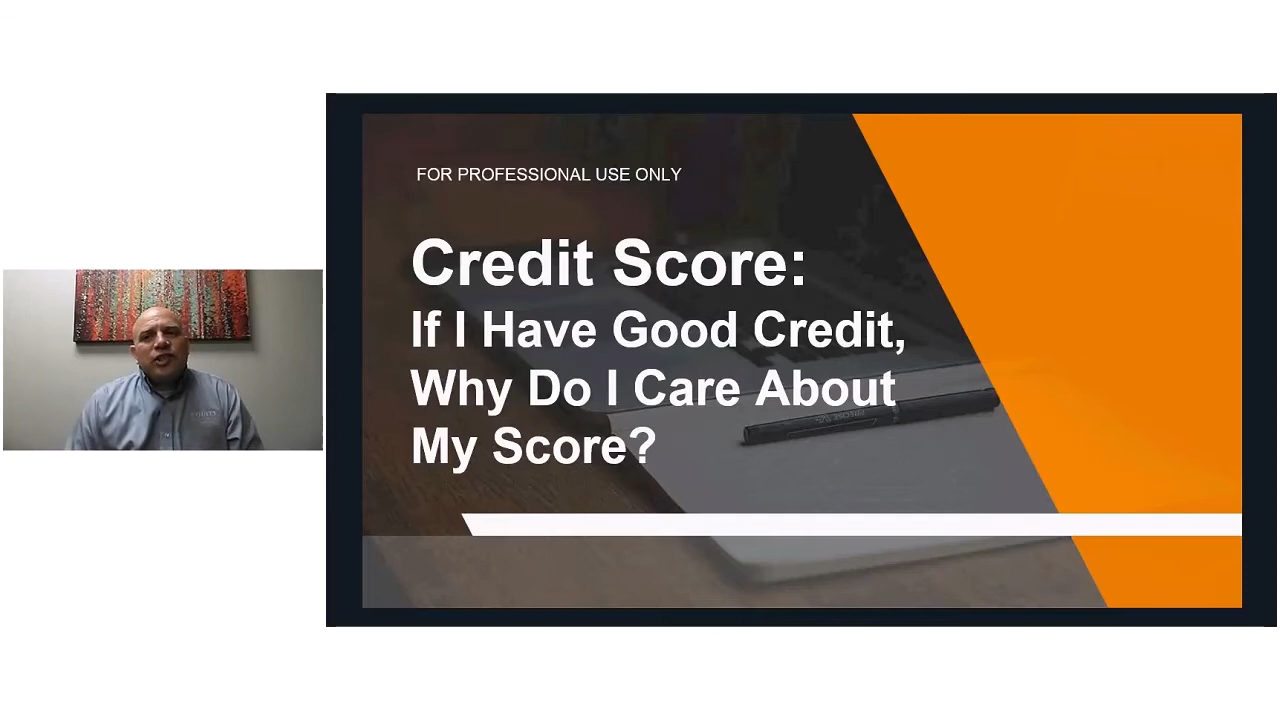 FOR PROFESSIONAL USE ONLY
Credit Score:
If I Have Good Credit,
Why Do I Care About
My Score?